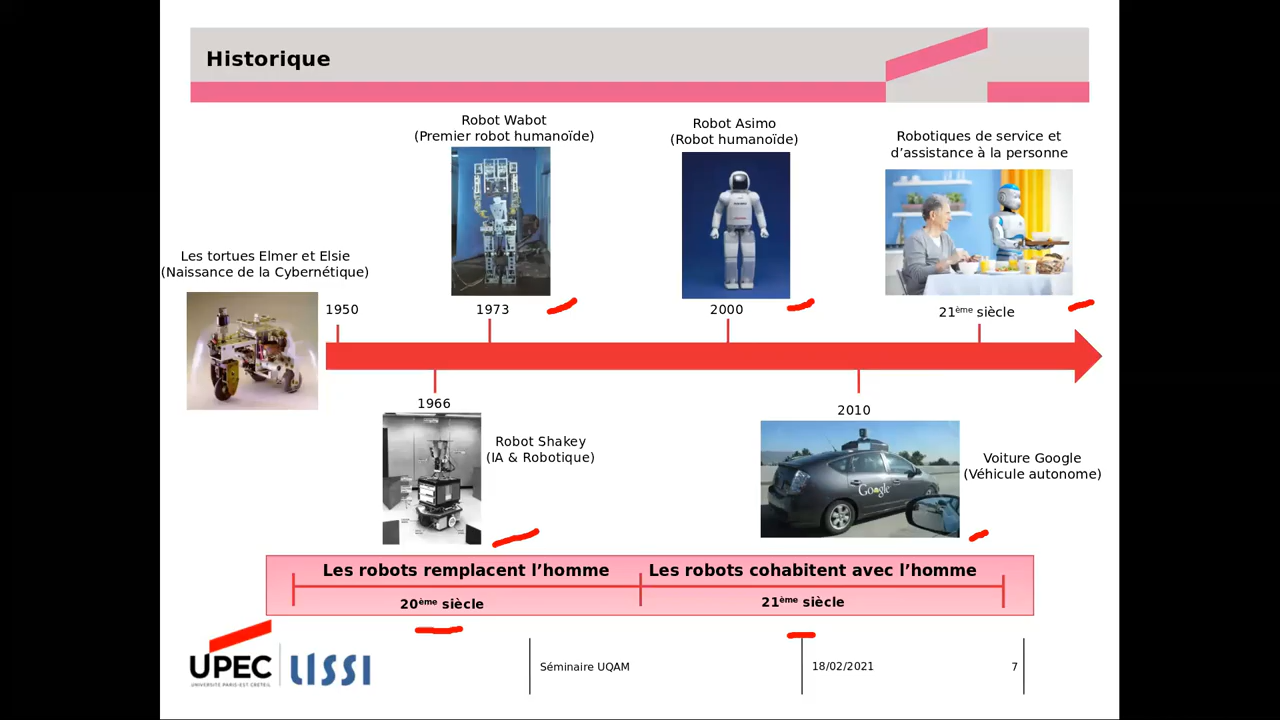 Historique
Robot Wabot
(Premier robot humanoïde)
Robot Asimo
(Robot humanoïde)
Robotiques de service et
d’assistance à la personne
Les tortues Elmer et Elsie
(Naissance de la Cybernétique)
1950
1973
2000
21ème siècle
1966
2010
Robot Shakey
(IA & Robotique)
Google
Voiture Google
(Véhicule autonome)
Les robots remplacent l’homme
Les robots cohabitent avec l’homme
20ème siècle
21ème siècle
UPEC
UNIVERSITÉ PARIS-EST CRÉTEIL
LISSI
Séminaire UQAM
18/02/2021
7